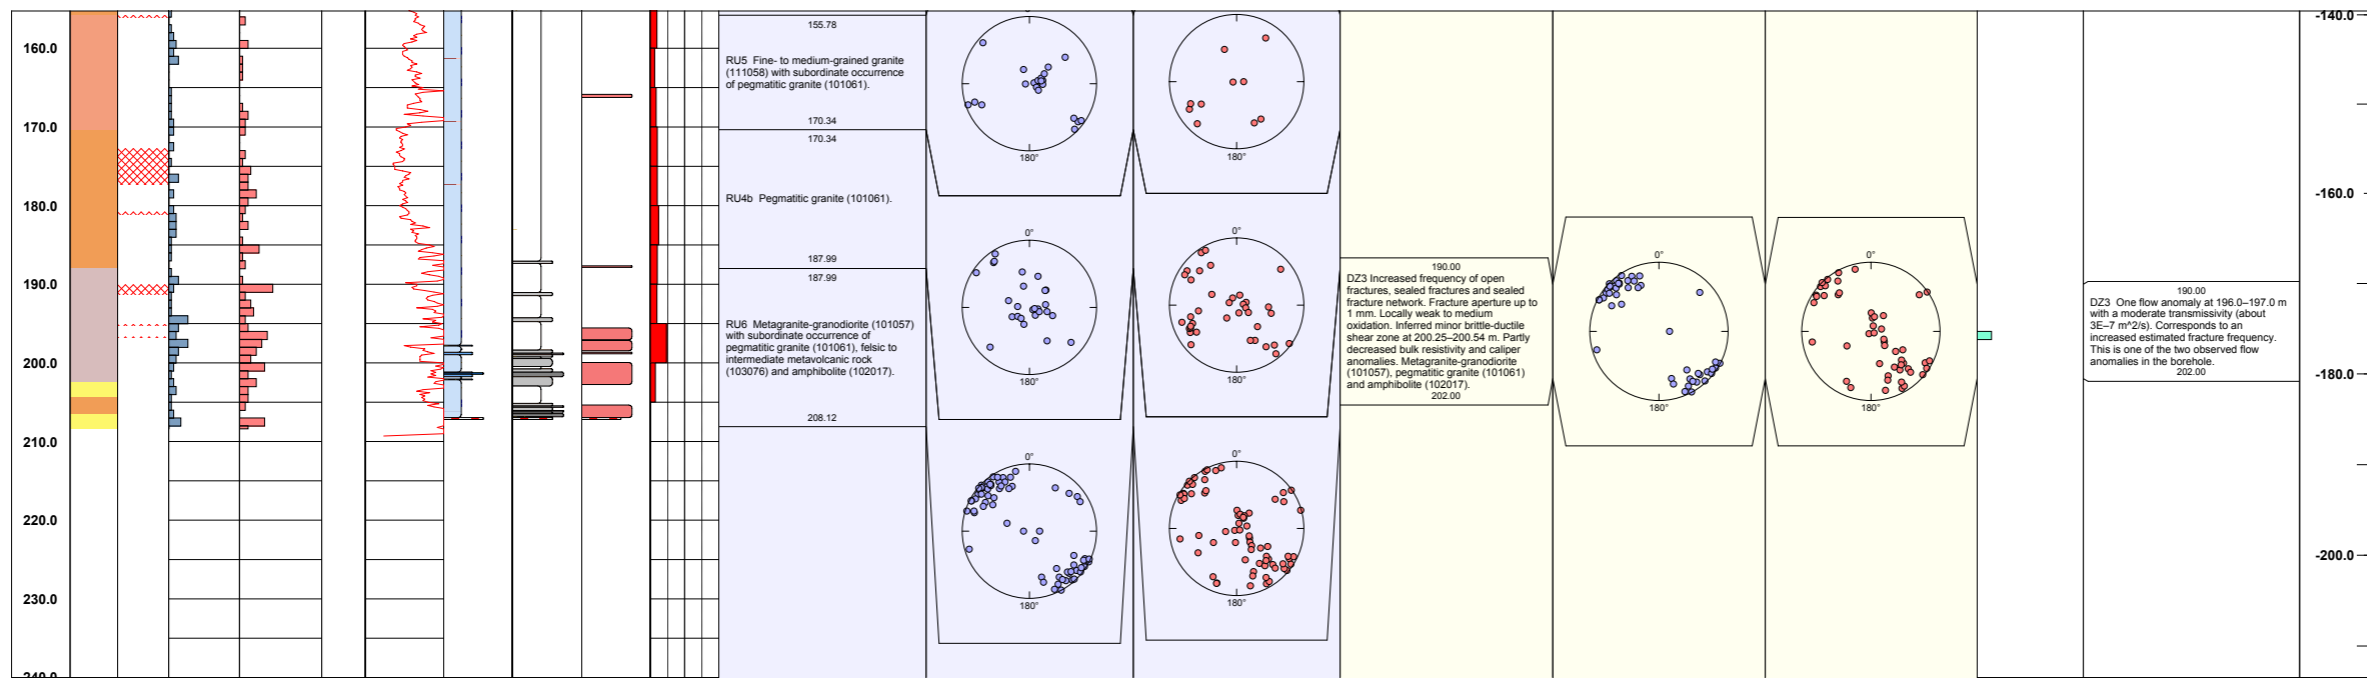 160.0
170.0
180.0
190.0
200.0
210.0
220.0
230.0
240.0
155.78
RU5 Fine- to medium-grained granite
(111058) with subordinate occurrence
of pegmatitic granite (101061).
170.34
170.34
RU4b Pegmatitic granite (101061).
187.99
187.99
RU6 Metagranite-granodiorite (101057)
with subordinate occurrence of
pegmatitic granite (101061), felsic to
intermediate metavolcanic rock
(103076) and amphibolite (102017).
208.12
180°
0°
180°
0°
180°
180°
0°
180°
0°
180°
190.00
DZ3 Increased frequency of open
fractures, sealed fractures and sealed
fracture network. Fracture aperture up to
1 mm. Locally weak to medium
oxidation. Inferred minor brittle-ductile
shear zone at 200.25–200.54 m. Partly
decreased bulk resistivity and caliper
anomalies. Metagranite-granodiorite
(101057), pegmatitic granite (101061)
and amphibolite (102017).
202.00
0°
180°
0°
180°
190.00
DZ3 One flow anomaly at 196.0–197.0 m
with a moderate transmissivity (about
3E–7 m^2/s). Corresponds to an
increased estimated fracture frequency.
This is one of the two observed flow
anomalies in the borehole.
202.00
-140.0
-160.0
-180.0
-200.0